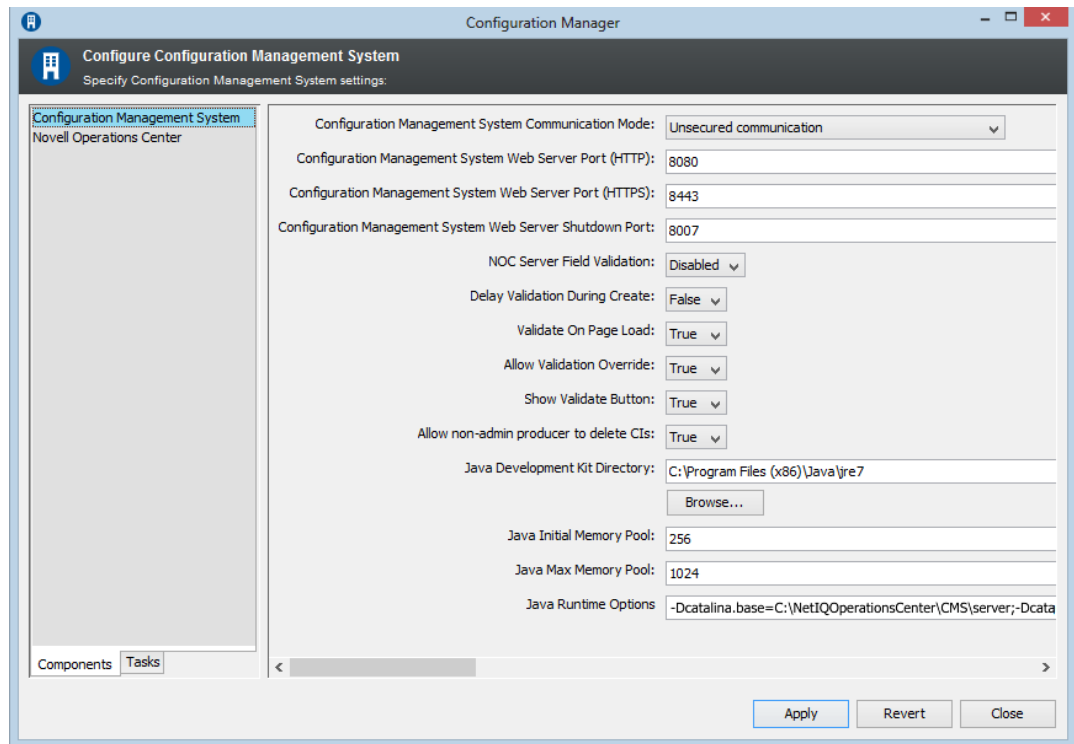 Configuration Manager
Configure Configuration Management System
Specify Configuration Management System settings:
Configuration Management System
Novell Operations Center
Configuration Management System Communication Mode: Unsecured communication
Configuration Management System Web Server Port (HTTP): 8080
Configuration Management System Web Server Port (HTTPS): 8443
Configuration Management System Web Server Shutdown Port: 8007
NOC Server Field Validation: Disabled
Delay Validation During Create: False
Validate On Page Load: True
Allow Validation Override: True
Show Validate Button: True
Allow non-admin producer to delete CIs: True
Java Development Kit Directory: C:\Program Files (x86)\Java\jre7
Browse...
Java Initial Memory Pool: 256
Java Max Memory Pool: 1024
Java Runtime Options -Dcatalina.base=C:\NetIQOperationsCenter\CMS\server;-Dcata
Components Tasks
Apply Revert Close